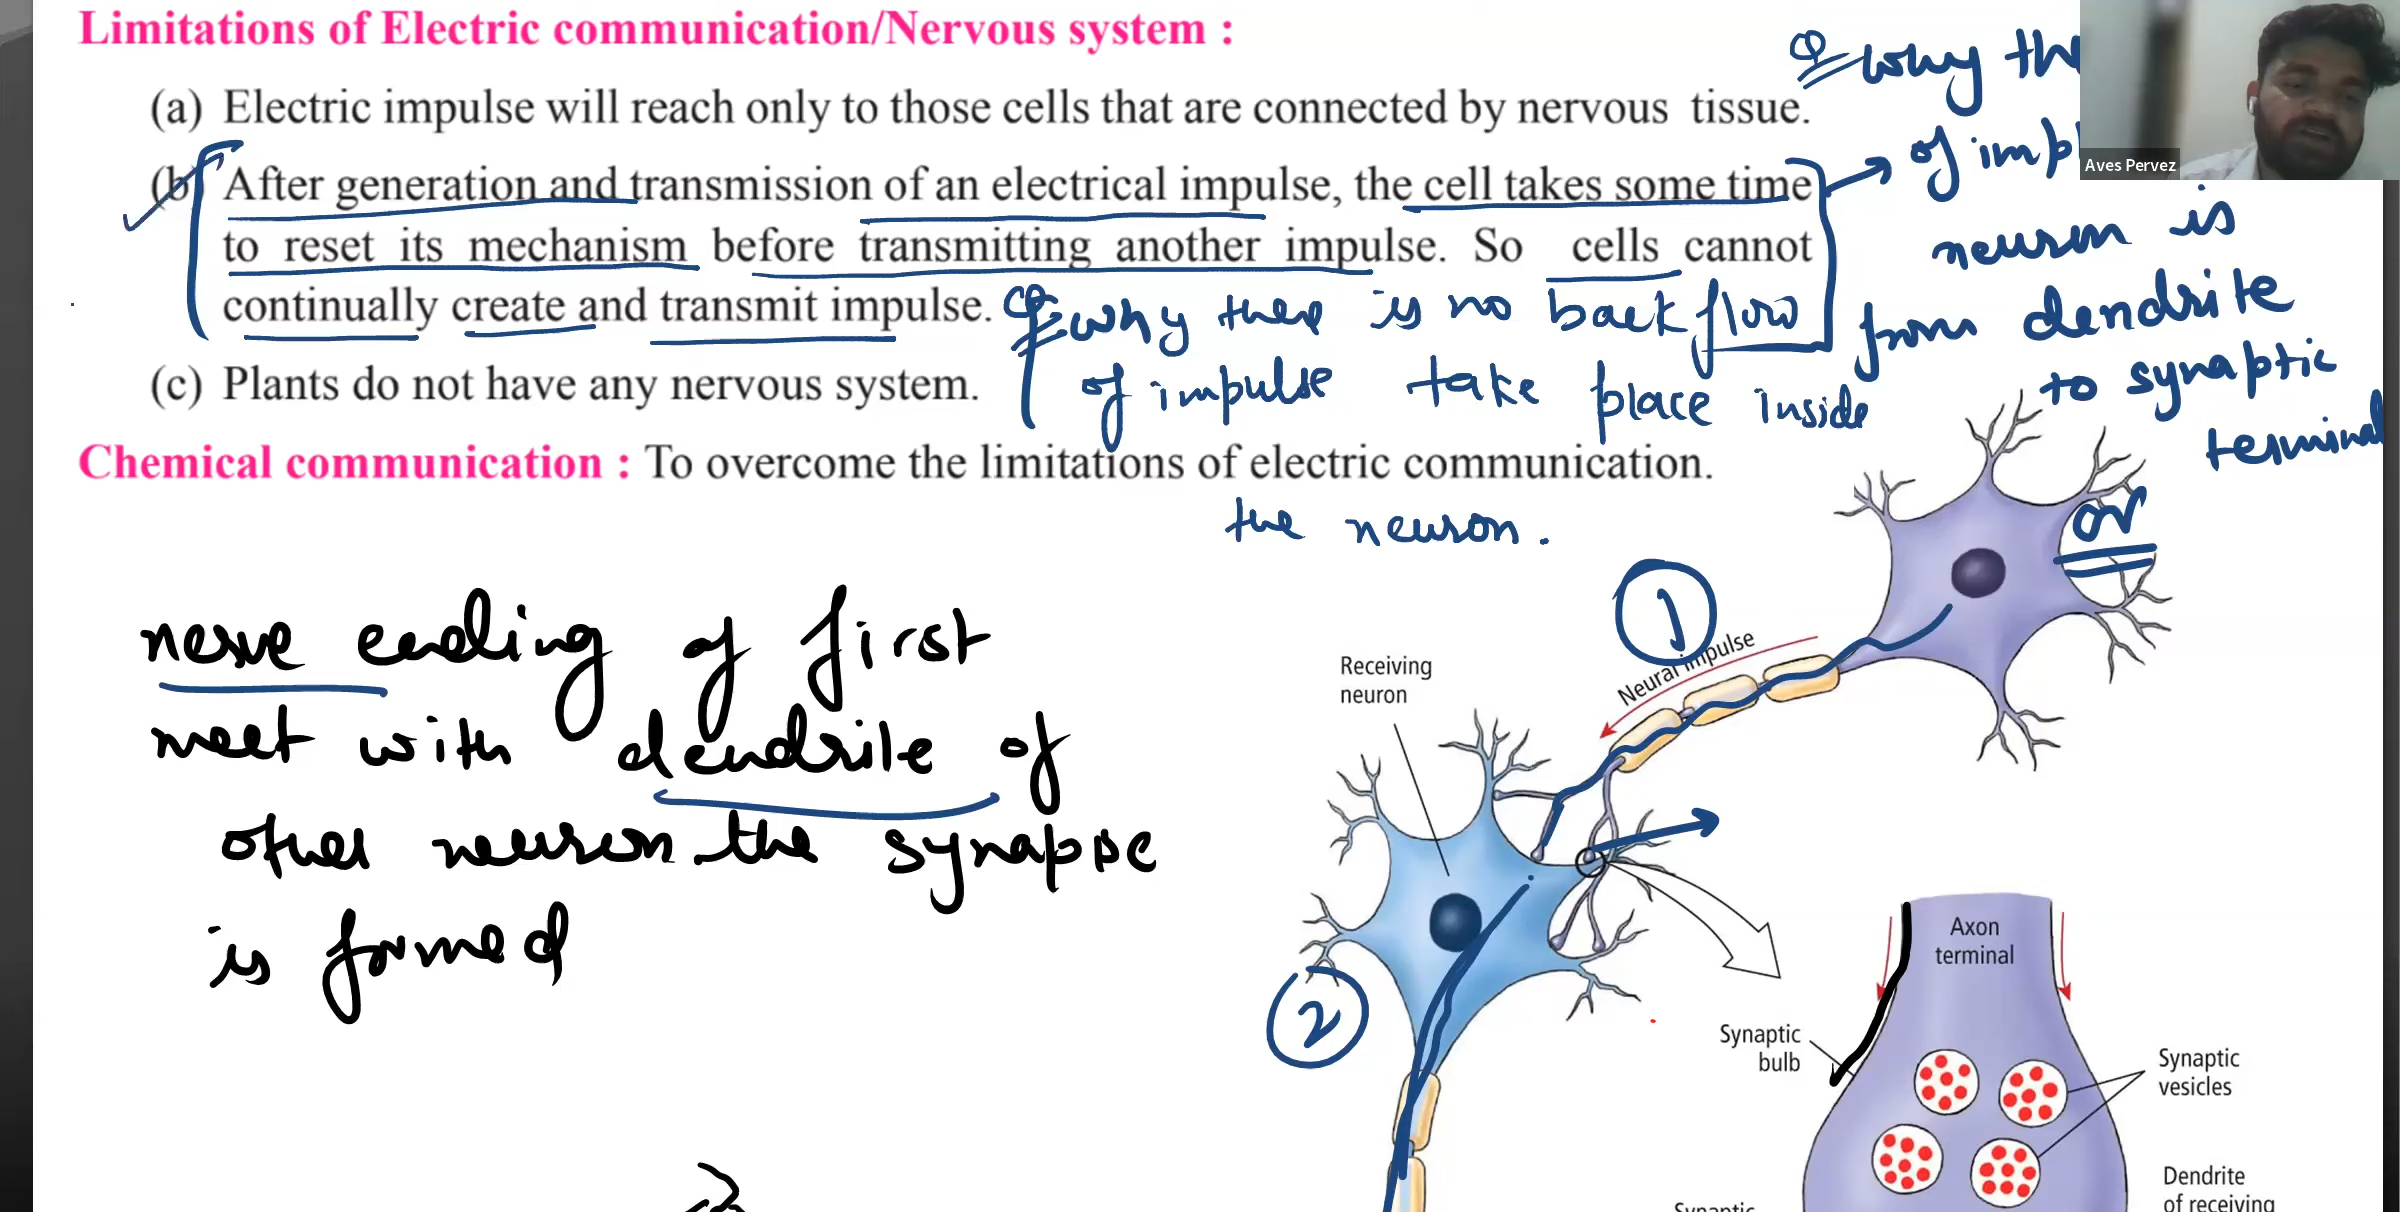 Limitations of Electric communication/Nervous system :
(a) Electric impulse will reach only to those cells that are connected by nervous tissue.
(b) After generation and transmission of an electrical impulse, the cell takes some time
to reset its mechanism before transmitting another impulse. So cells cannot
continually create and transmit impulse.
(c) Plants do not have any nervous system.
Chemical communication : To overcome the limitations of electric communication.
Q why the
of imp
neuron is
from dendrite
to synaptic
terminal
or
Q why there is no back flow
of impulse take place inside
the neuron.
Aves Pervez
nerve ending of first
meet with dendrite of
other neuron the synapse
is formed
1
Neural impulse
Receiving
neuron
2
Axon
terminal
Synaptic
bulb
Synaptic
vesicles
Dendrite
of receiving
Synaptic